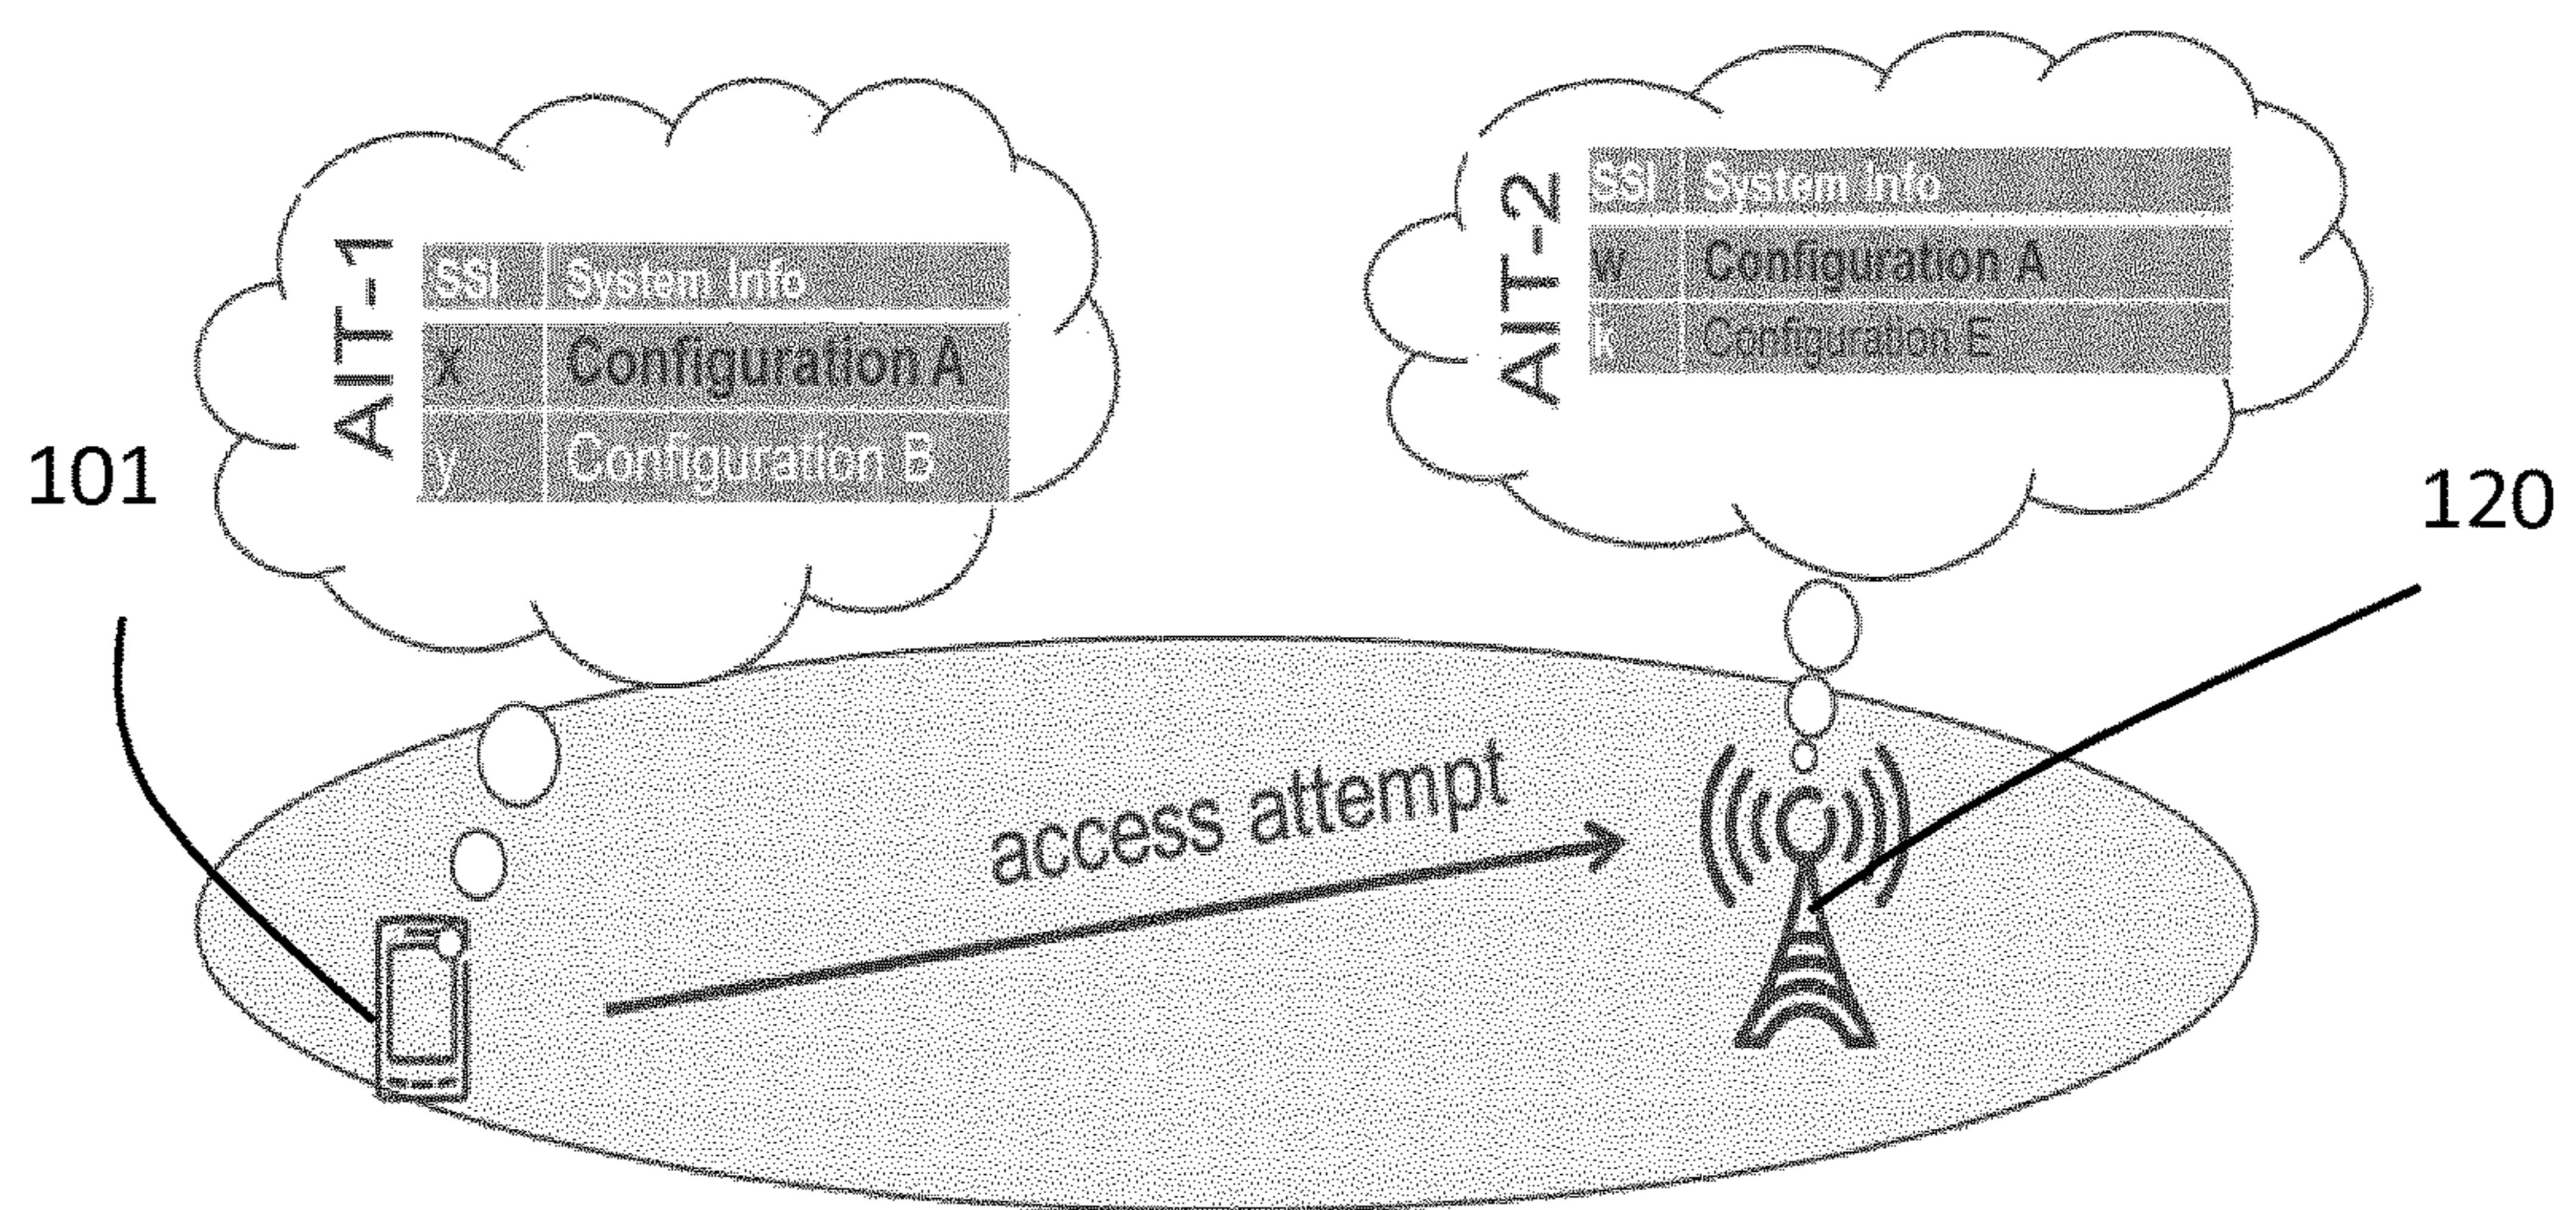 AIT-1
SSI System Info
x Configuration A
y Configuration B
AIT-2
SSI System Info
w Configuration A
k Configuration E
101
120
access attempt